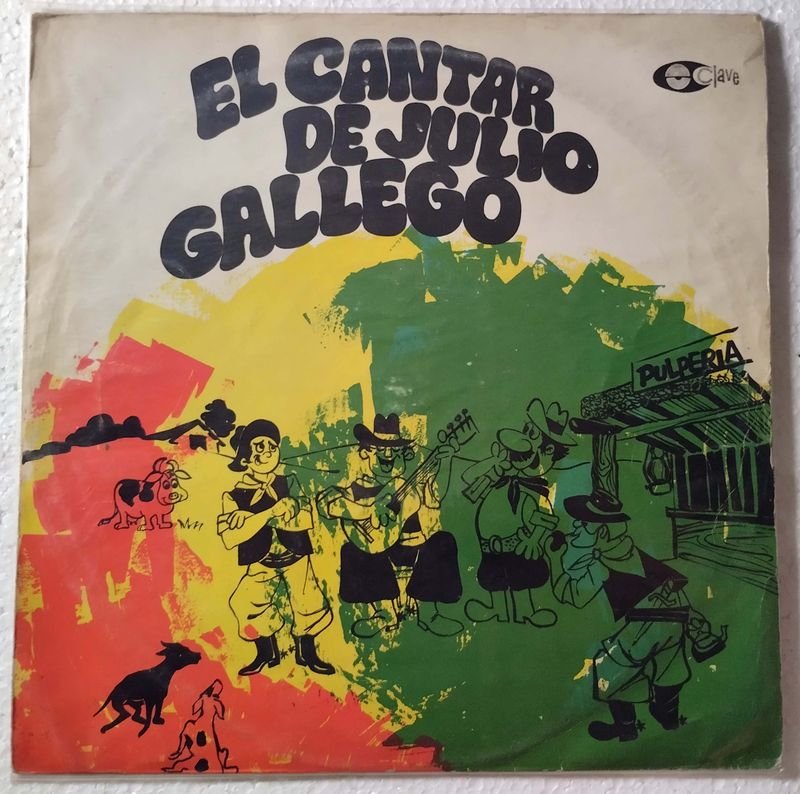 EL CANTAR
DE JULIO
GALLEGO
Clave
PULPERIA